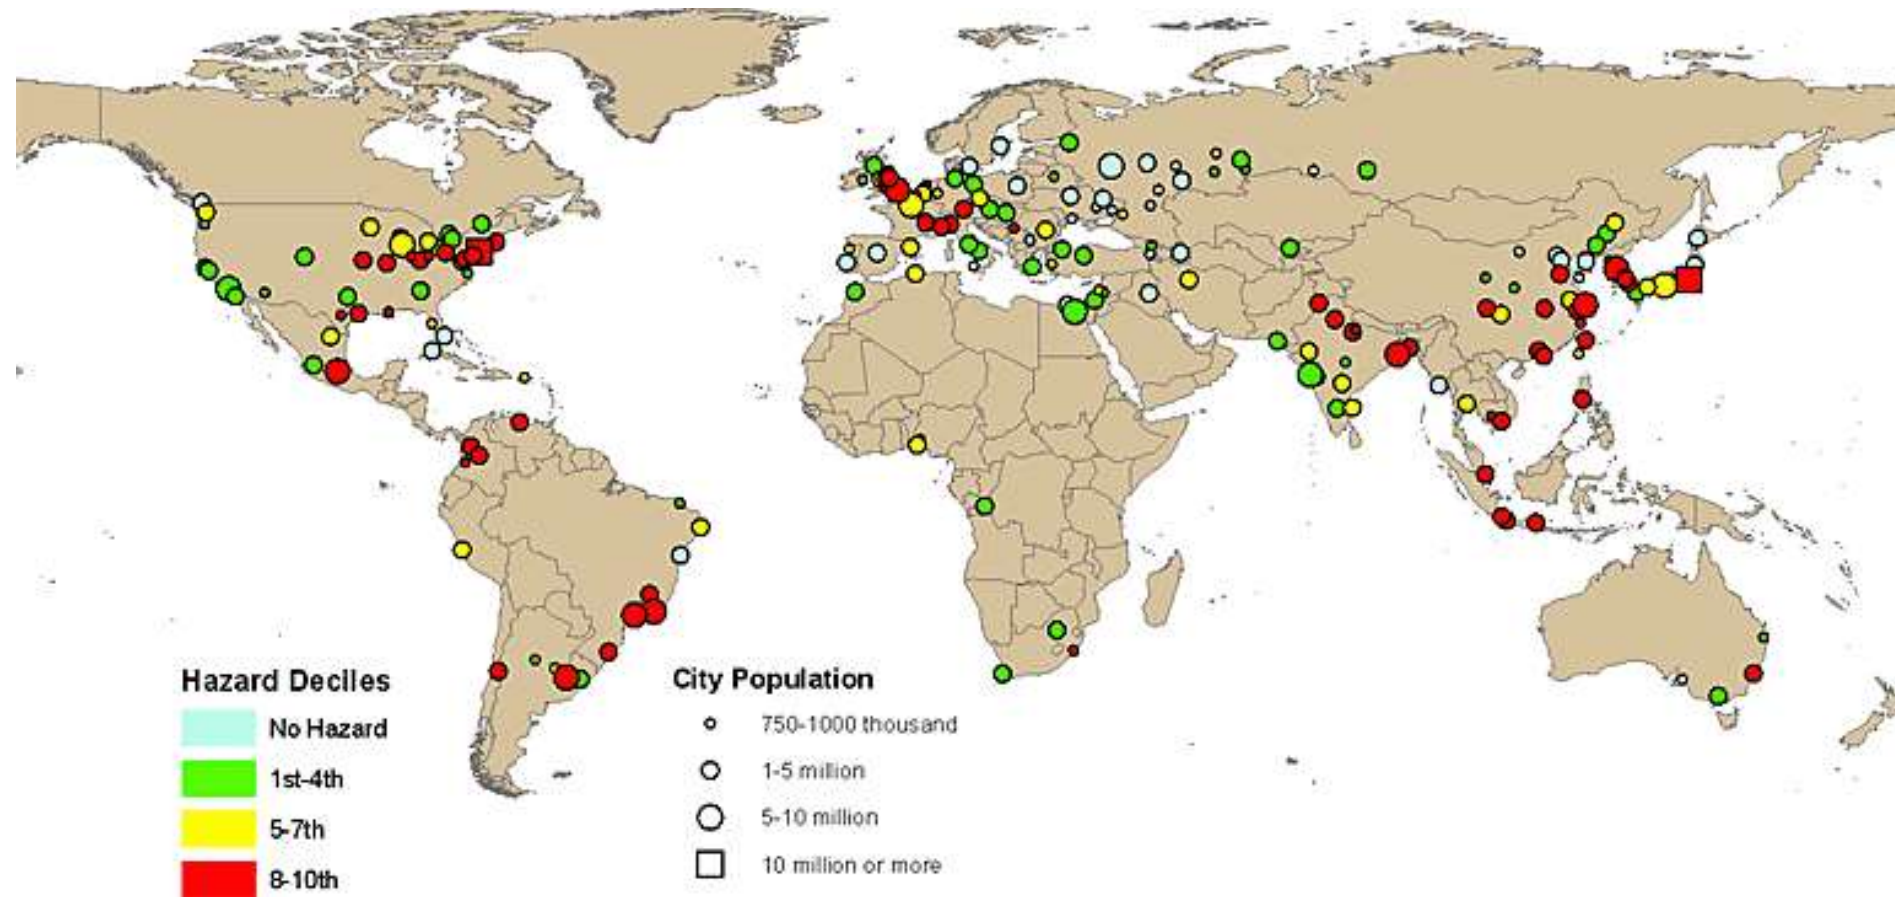 Hazard Deciles
No Hazard
1st-4th
5-7th
8-10th
City Population
750-1000 thousand
1-5 million
5-10 million
10 million or more